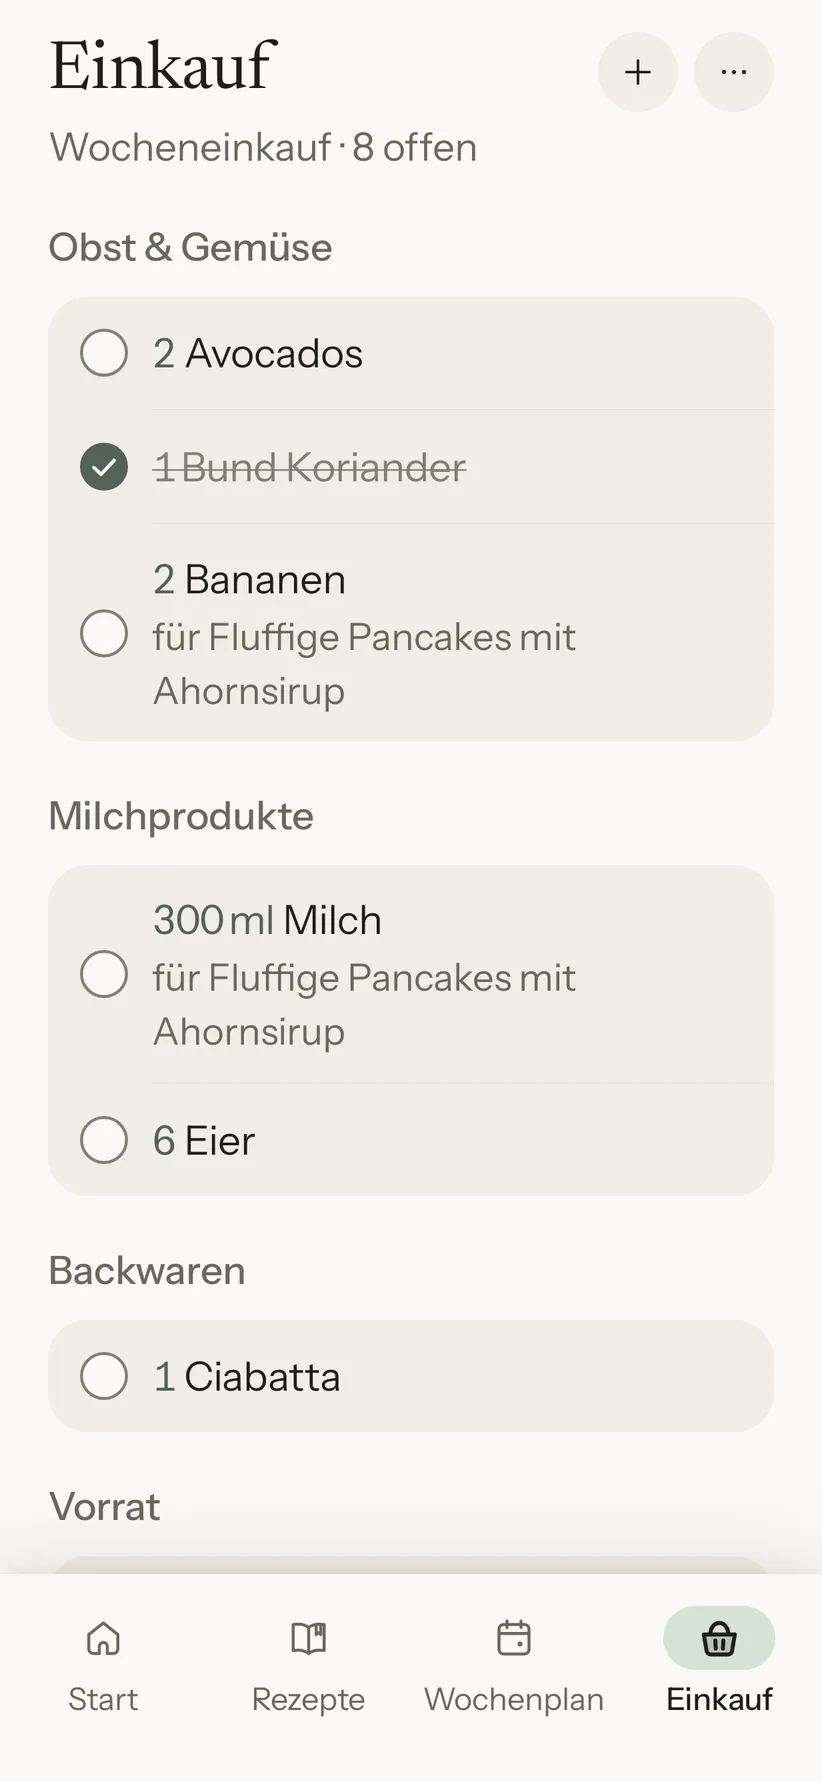 Einkauf
Wocheneinkauf · 8 offen
Obst & Gemüse
2 Avocados
1 Bund Koriander
2 Bananen
für Fluffige Pancakes mit
Ahornsirup
Milchprodukte
300 ml Milch
für Fluffige Pancakes mit
Ahornsirup
6 Eier
Backwaren
1 Ciabatta
Vorrat
Start
Rezepte
Wochenplan
Einkauf